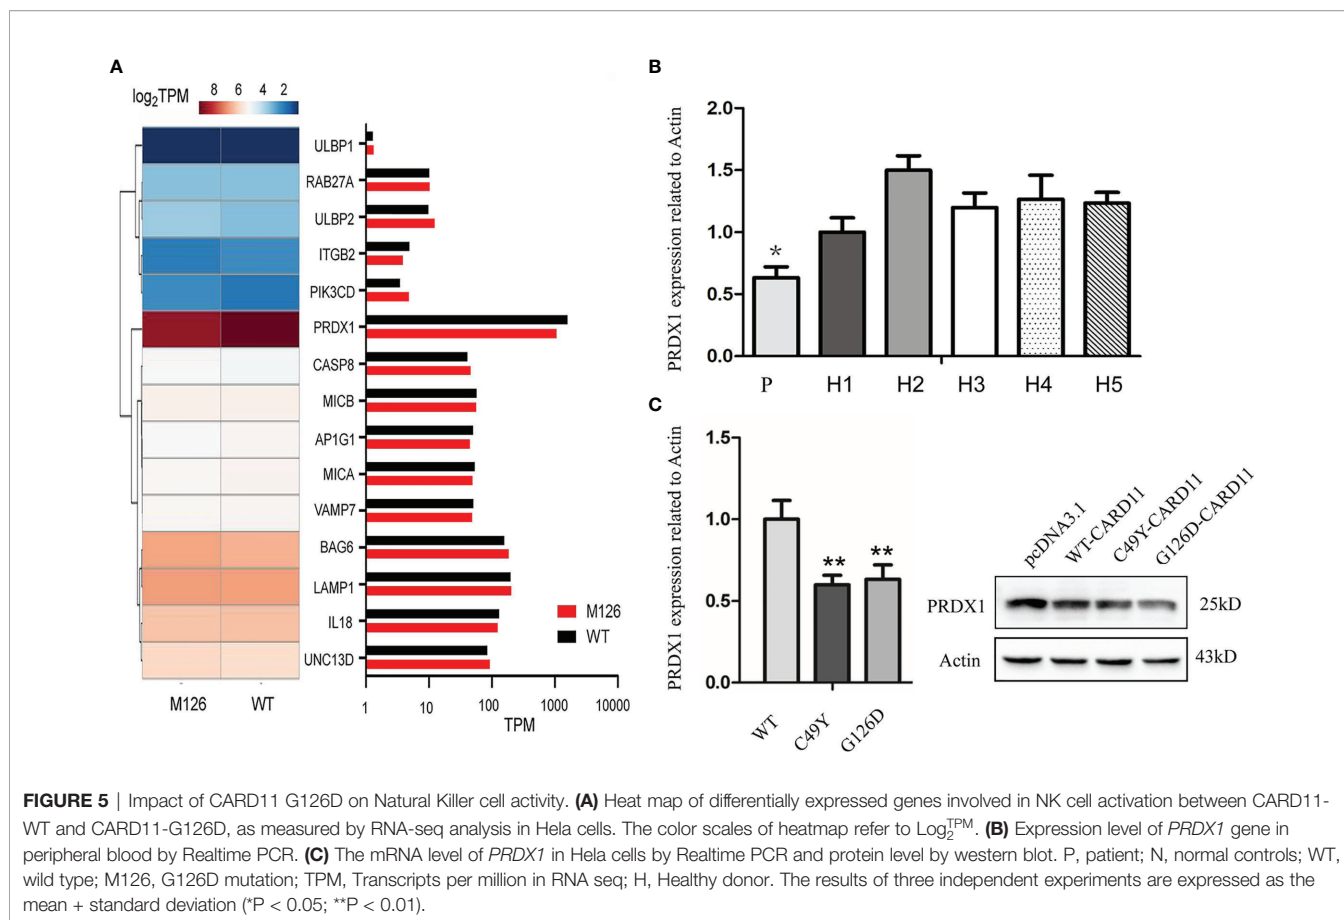 A
log2TPM
8 6 4 2
ULBP1
RAB27A
ULBP2
ITGB2
PIK3CD
PRDX1
CASP8
MICB
AP1G1
MICA
VAMP7
BAG6
LAMP1
IL18
UNC13D
M126 WT
M126
WT
1 10 100 1000 10000
TPM
B
PRDX1 expression related to Actin
2.0
1.5
1.0
0.5
0.0
*
P H1 H2 H3 H4 H5
C
PRDX1 expression related to Actin
1.5
1.0
0.5
0.0
** **
WT C49Y G126D
pcDNA3.1 WT-CARD11 C49Y-CARD11 G126D-CARD11
PRDX1 25kD
Actin 43kD
FIGURE 5 | Impact of CARD11 G126D on Natural Killer cell activity. (A) Heat map of differentially expressed genes involved in NK cell activation between CARD11-
WT and CARD11-G126D, as measured by RNA-seq analysis in Hela cells. The color scales of heatmap refer to Log2TPM. (B) Expression level of PRDX1 gene in
peripheral blood by Realtime PCR. (C) The mRNA level of PRDX1 in Hela cells by Realtime PCR and protein level by western blot. P, patient; N, normal controls; WT,
wild type; M126, G126D mutation; TPM, Transcripts per million in RNA seq; H, Healthy donor. The results of three independent experiments are expressed as the
mean + standard deviation (*P < 0.05; **P < 0.01).